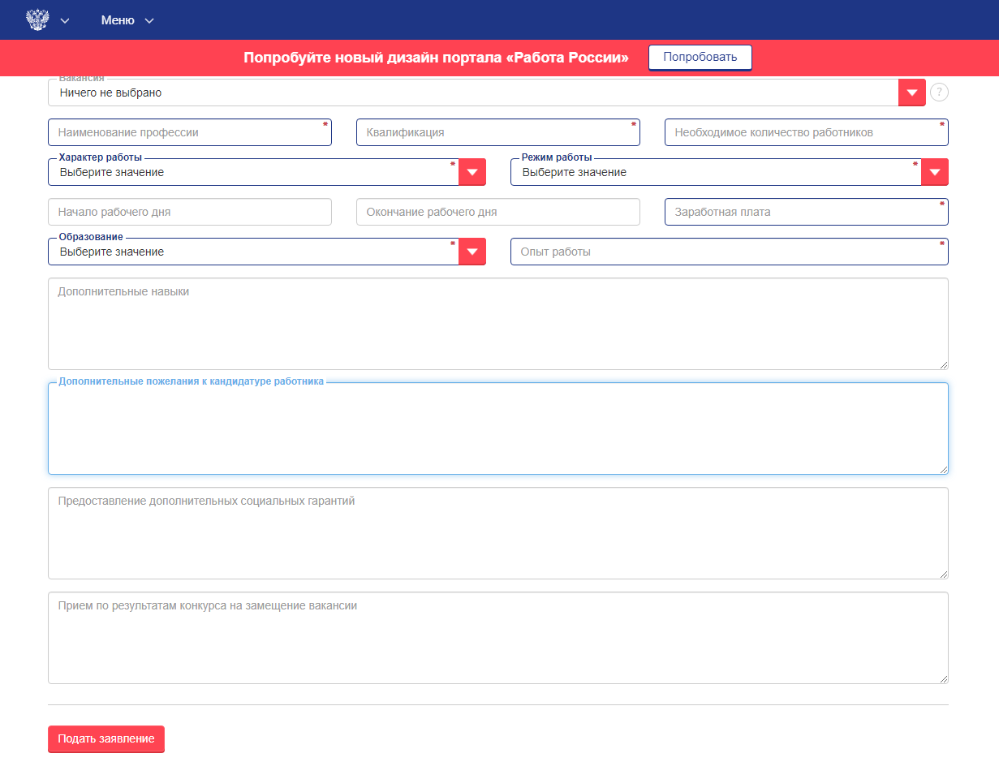 Меню
Попробуйте новый дизайн портала «Работа России» Попробовать
Вакансия
Ничего не выбрано
?
Наименование профессии * Квалификация * Необходимое количество работников *
Характер работы Режим работы
Выберите значение * Выберите значение *
Начало рабочего дня Окончание рабочего дня Заработная плата *
Образование
Выберите значение * Опыт работы *
Дополнительные навыки
Дополнительные пожелания к кандидатуре работника
Предоставление дополнительных социальных гарантий
Прием по результатам конкурса на замещение вакансии
Подать заявление